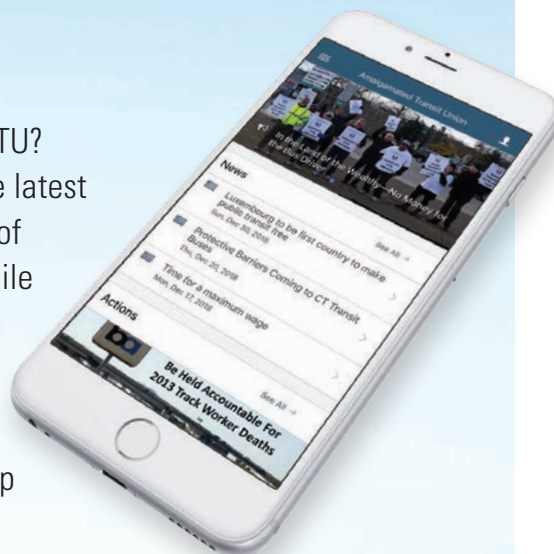 TU?
e latest
of
ile
p
Amalgamated Transit Union
In the Land of the Wealthy—No Money for
the Bus Driver
News
See All →
Luxembourg to be first country to make
public transit free
Sun, Dec 30, 2018
Protective Barriers Coming to CT Transit
Buses
Thu, Dec 20, 2018
Time for a maximum wage
Mon, Dec 17, 2018
Actions
See All →
Be Held Accountable For
2013 Track Worker Deaths